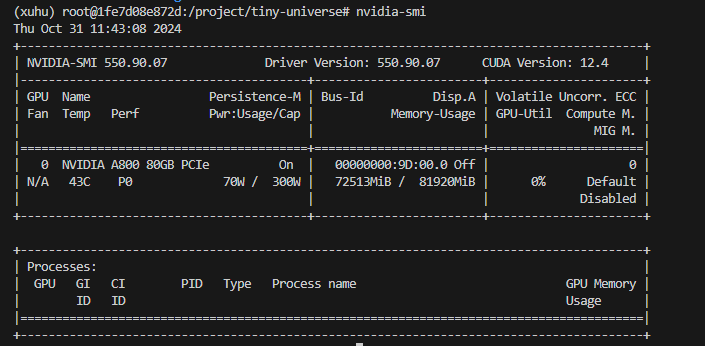 (xuhu) root@1fe7d08e872d:/project/tiny-universe# nvidia-smi
Thu Oct 31 11:43:08 2024
+-----------------------------------------------------------------------------------------+
| NVIDIA-SMI 550.90.07              Driver Version: 550.90.07      CUDA Version: 12.4     |
|-----------------------------------------+------------------------+----------------------+
| GPU  Name                 Persistence-M | Bus-Id          Disp.A | Volatile Uncorr. ECC |
| Fan  Temp   Perf          Pwr:Usage/Cap |           Memory-Usage | GPU-Util  Compute M. |
|                                         |                        |               MIG M. |
|=========================================+========================+======================|
|   0  NVIDIA A800 80GB PCIe          On  |   00000000:9D:00.0 Off |                    0 |
| N/A   43C    P0              70W /  300W |   72513MiB /  81920MiB |      0%      Default |
|                                         |                        |             Disabled |
+-----------------------------------------+------------------------+----------------------+
+-----------------------------------------------------------------------------------------+
| Processes:                                                                              |
|  GPU   GI   CI        PID   Type   Process name                              GPU Memory |
|        ID   ID                                                               Usage      |
|=========================================================================================|
+-----------------------------------------------------------------------------------------+